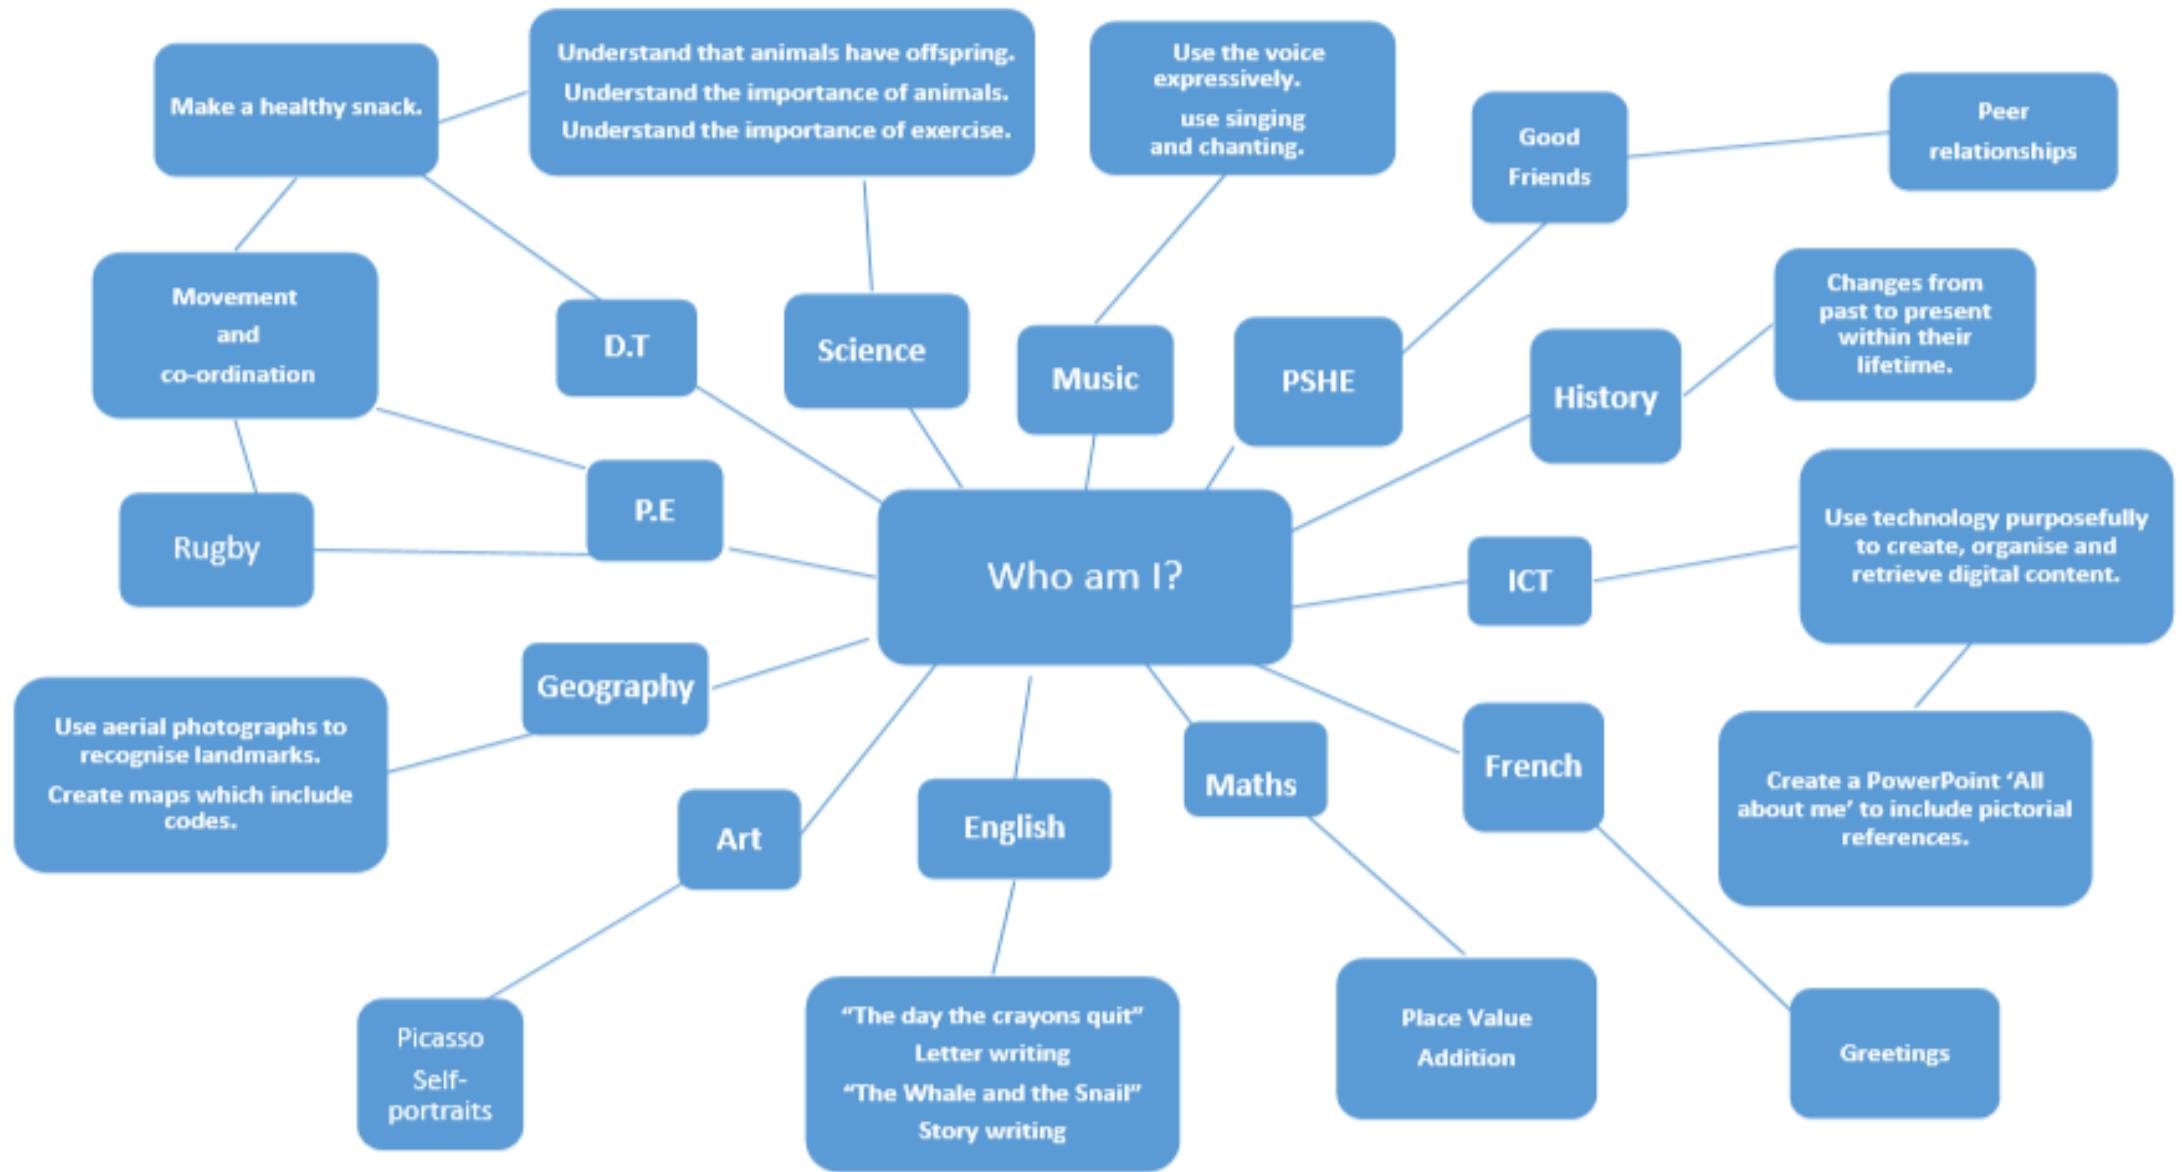 Make a healthy snack.
Understand that animals have offspring.
Understand the importance of animals.
Understand the importance of exercise.
Use the voice
expressively.
use singing
and chanting.
Good
Friends
Peer
relationships
Movement
and
co-ordination
D.T
Science
Music
PSHE
History
Changes from
past to present
within their
lifetime.
Rugby
P.E
Who am I?
ICT
Use technology purposefully
to create, organise and
retrieve digital content.
Geography
Use aerial photographs to
recognise landmarks.
Create maps which include
codes.
Art
English
Maths
French
Create a PowerPoint ‘All
about me’ to include pictorial
references.
Picasso
Self-
portraits
“The day the crayons quit”
Letter writing
“The Whale and the Snail”
Story writing
Place Value
Addition
Greetings